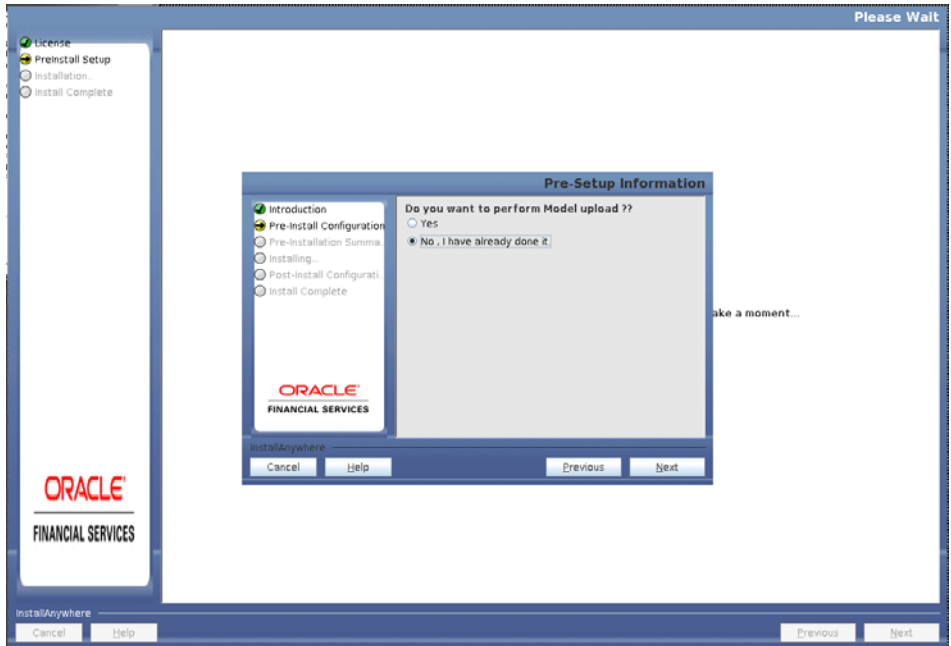 Please Wait
License
PreInstall Setup
Installation..
Install Complete
Pre-Setup Information
Introduction
Pre-Install Configuration
Pre-Installation Summa..
Installing...
Post-Install Configurati..
Install Complete
Do you want to perform Model upload ??
Yes
No , I have already done it.
ake a moment...
ORACLE
FINANCIAL SERVICES
InstallAnywhere
Cancel Help Previous Next
ORACLE
FINANCIAL SERVICES
InstallAnywhere
Cancel Help Previous Next